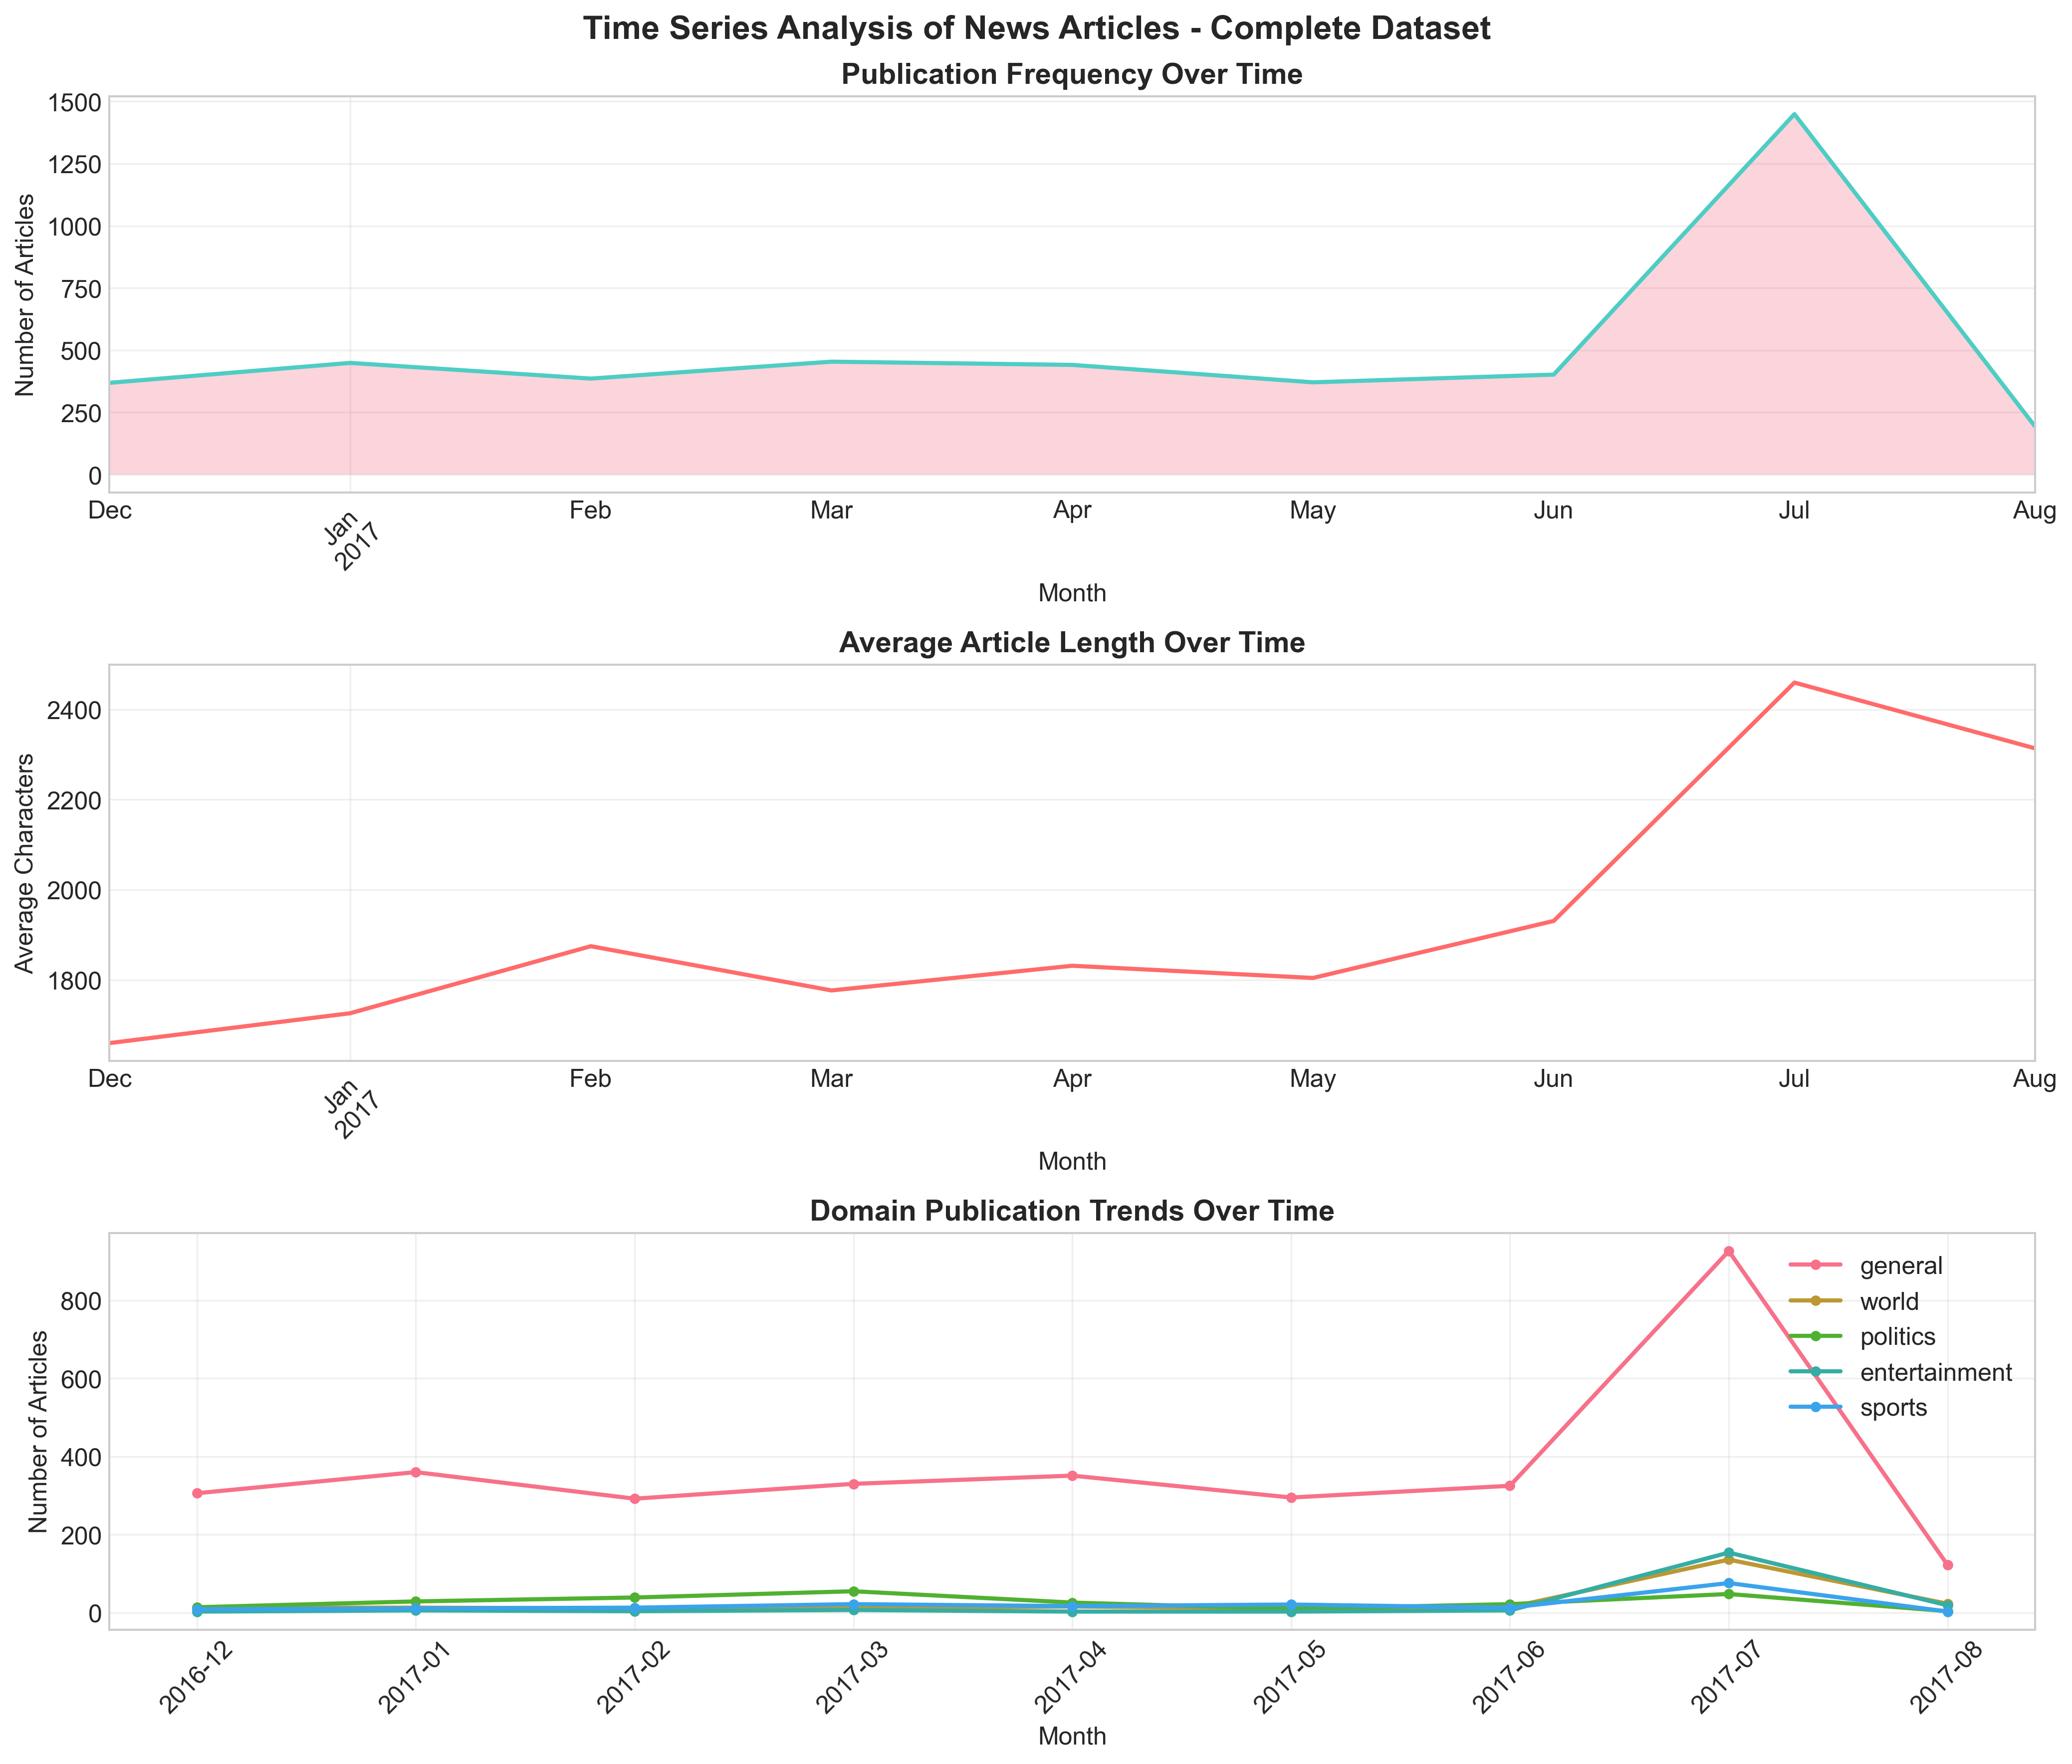 Time Series Analysis of News Articles - Complete Dataset
Publication Frequency Over Time
Number of Articles
1500
1250
1000
750
500
250
0
Dec
Jan
2017
Feb
Mar
Apr
May
Jun
Jul
Aug
Month
Average Article Length Over Time
Average Characters
2400
2200
2000
1800
Dec
Jan
2017
Feb
Mar
Apr
May
Jun
Jul
Aug
Month
Domain Publication Trends Over Time
Number of Articles
800
600
400
200
0
general
world
politics
entertainment
sports
2016-12
2017-01
2017-02
2017-03
2017-04
2017-05
2017-06
2017-07
2017-08
Month